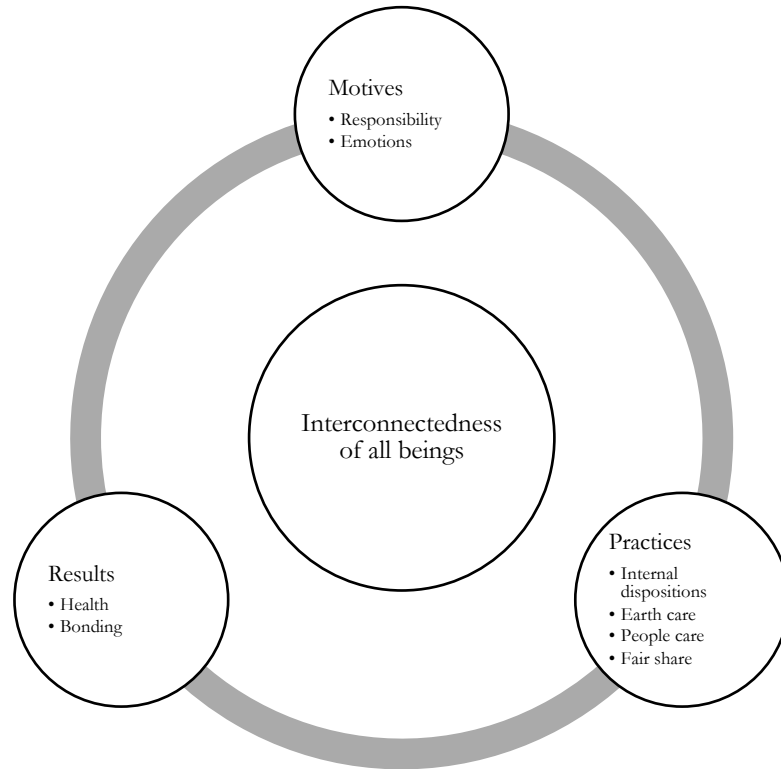 Motives
• Responsibility
• Emotions
Interconnectedness
of all beings
Results
• Health
• Bonding
Practices
• Internal
dispositions
• Earth care
• People care
• Fair share